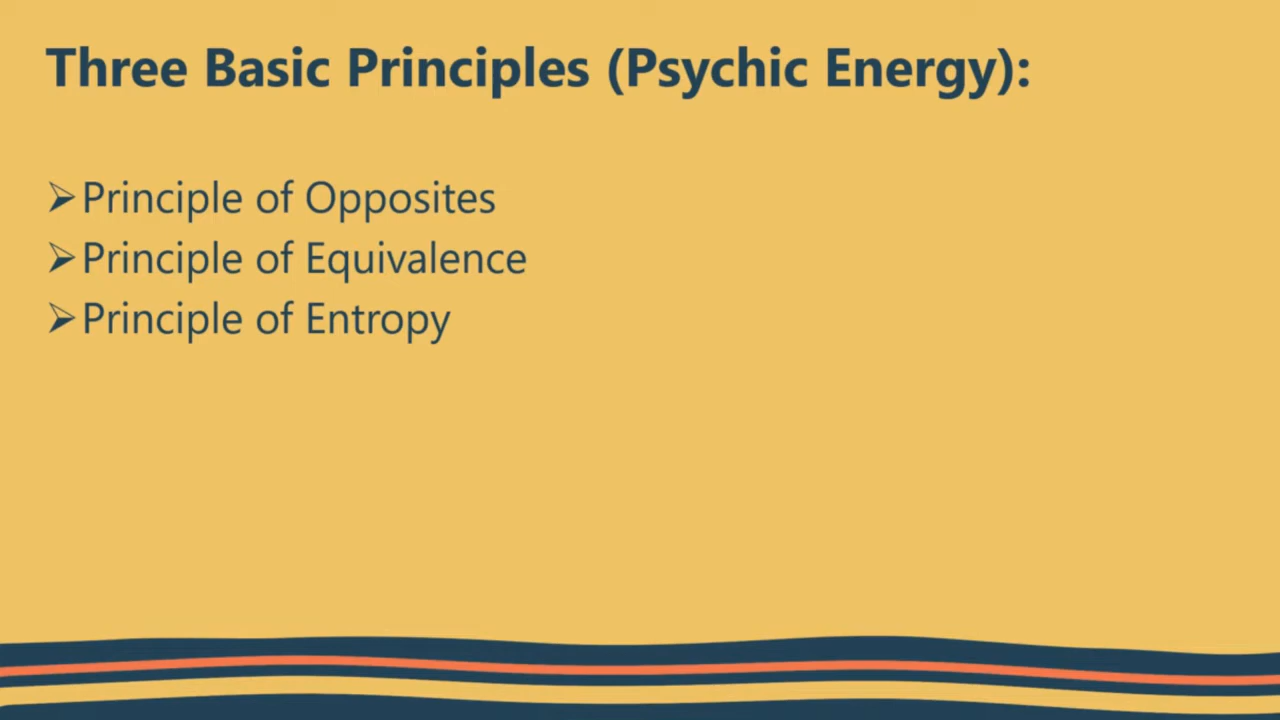 Three Basic Principles (Psychic Energy):
➢Principle of Opposites
➢Principle of Equivalence
➢Principle of Entropy